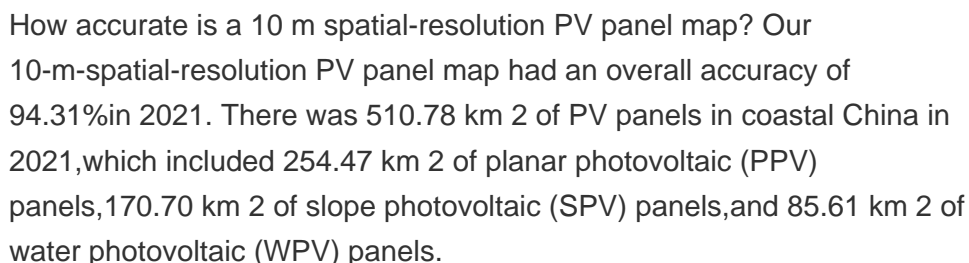 How accurate is a 10 m spatial-resolution PV panel map? Our
10-m-spatial-resolution PV panel map had an overall accuracy of
94.31%in 2021. There was 510.78 km 2 of PV panels in coastal China in
2021,which included 254.47 km 2 of planar photovoltaic (PPV)
panels,170.70 km 2 of slope photovoltaic (SPV) panels,and 85.61 km 2 of
water photovoltaic (WPV) panels.